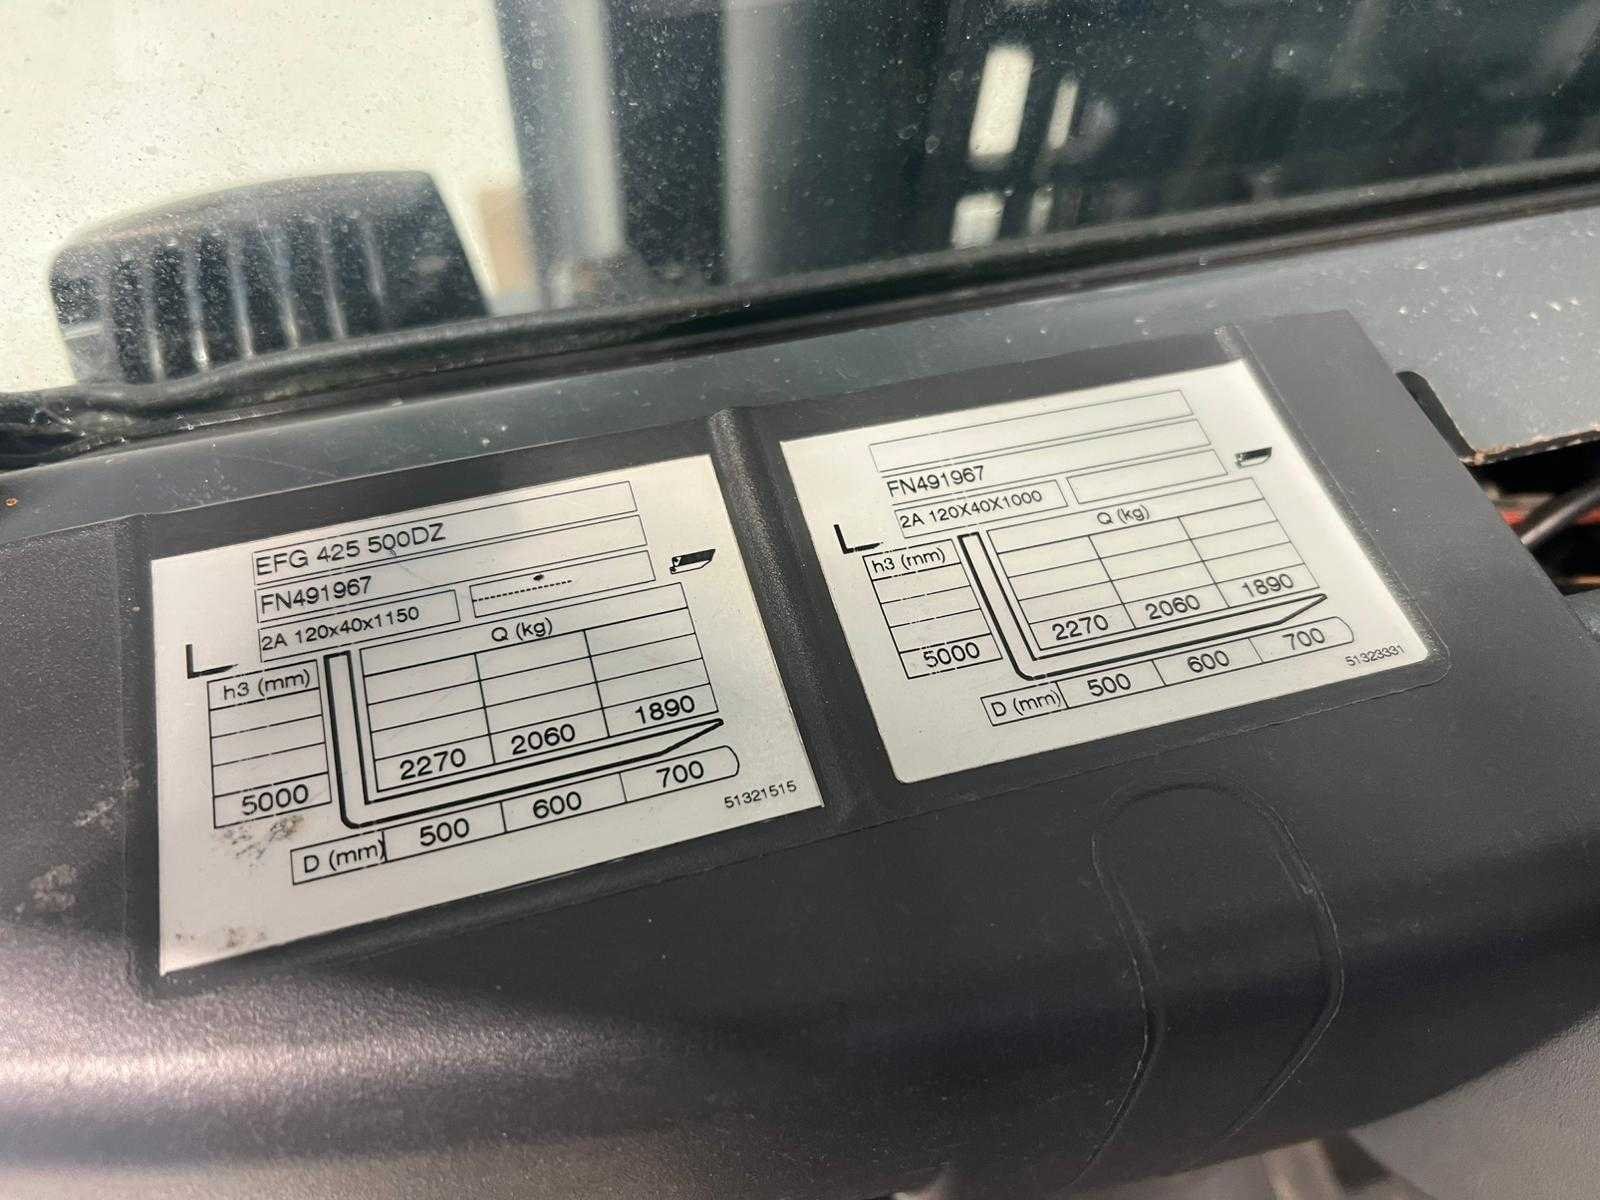 EFG 425 500DZ
FN491967
2A 120x40x1150
Q (kg)
h3 (mm)
5000
2270 2060 1890
D (mm) 500 600 700
51321515
FN491967
2A 120X40X1000
Q (kg)
h3 (mm)
5000
2270 2060 1890
D (mm) 500 600 700
51323331